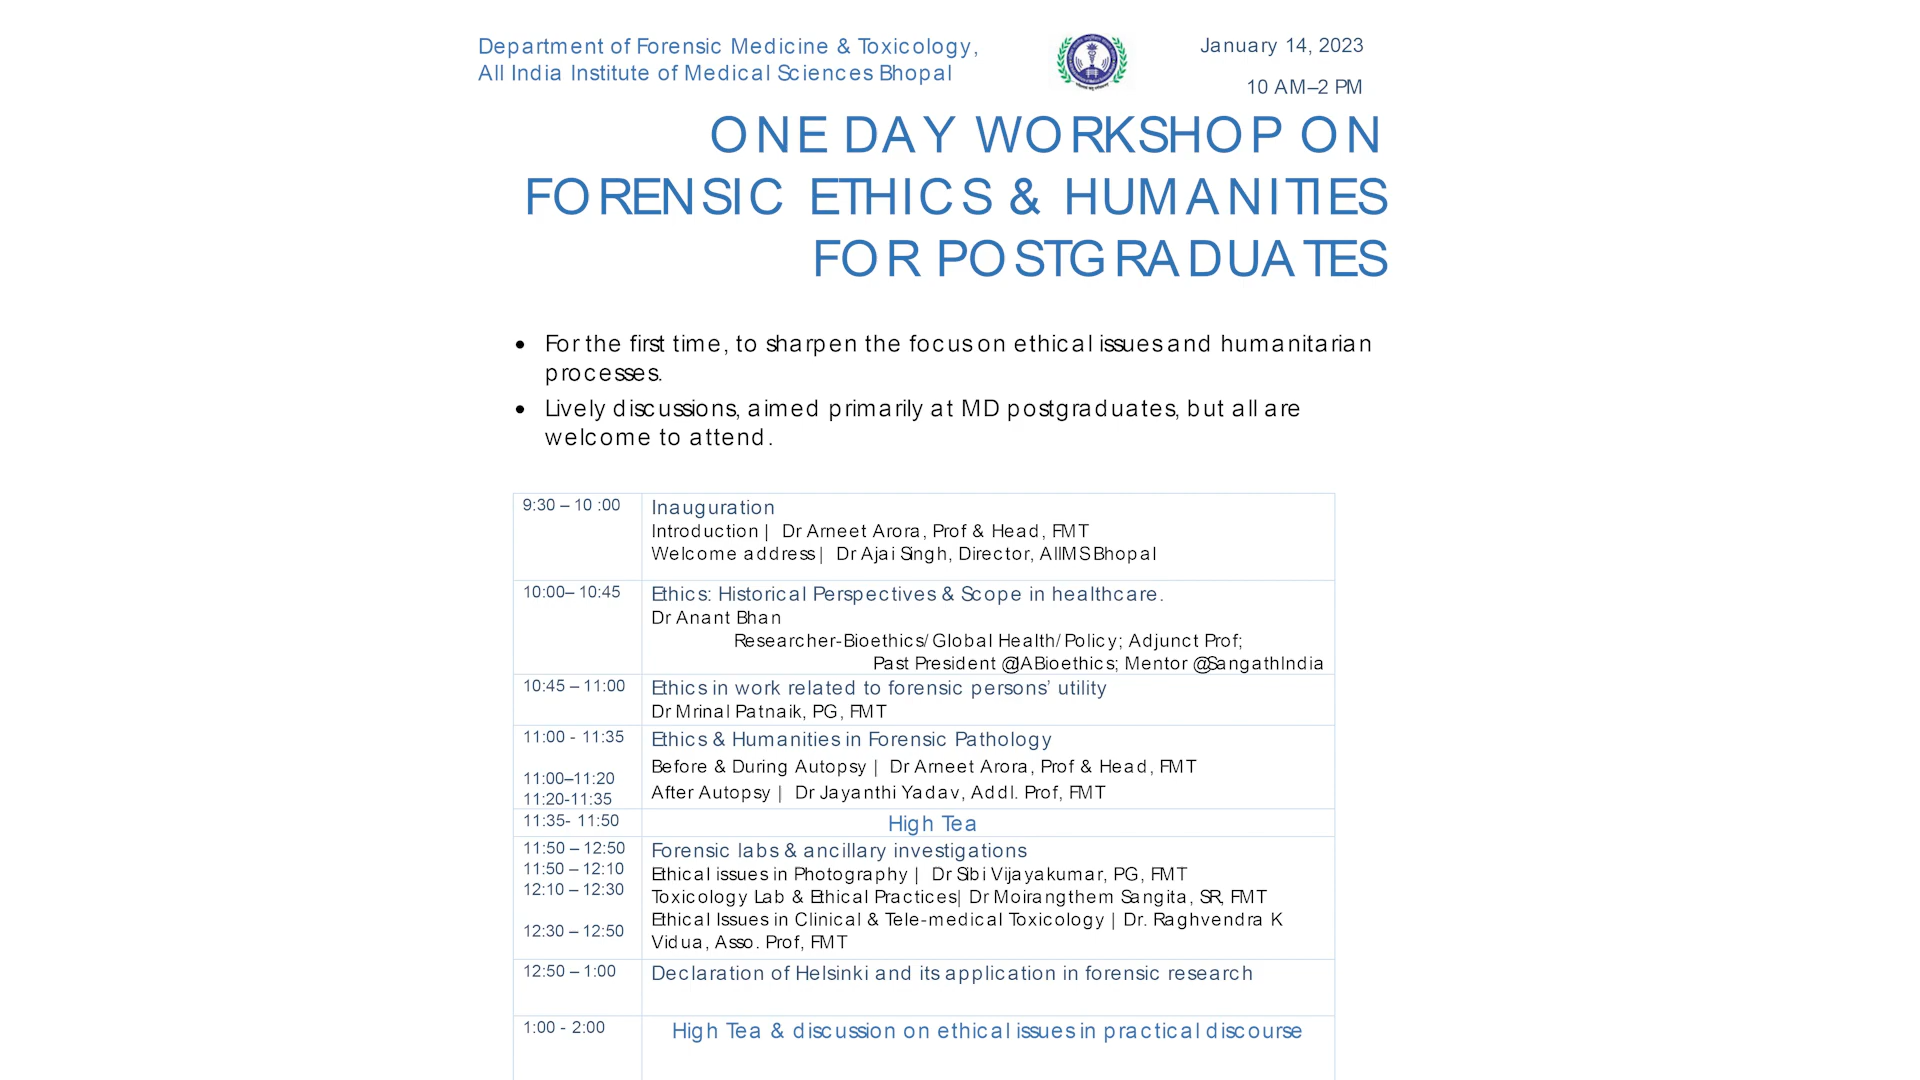 Department of Forensic Medicine & Toxicology,
All India Institute of Medical Sciences Bhopal
January 14, 2023
10 AM–2 PM
ONE DAY WORKSHOP ON
FORENSIC ETHICS & HUMANITIES
FOR POSTGRADUATES
• For the first time, to sharpen the focus on ethical issues and humanitarian
processes.
• Lively discussions, aimed primarily at MD postgraduates, but all are
welcome to attend.
9:30 – 10 :00
Inauguration
Introduction | Dr Arneet Arora, Prof & Head, FMT
Welcome address | Dr Ajai Singh, Director, AIIMS Bhopal
10:00– 10:45
Ethics: Historical Perspectives & Scope in healthcare.
Dr Anant Bhan
Researcher-Bioethics/ Global Health/ Policy; Adjunct Prof;
Past President @IABioethics; Mentor @SangathIndia
10:45 – 11:00
Ethics in work related to forensic persons’ utility
Dr Mrinal Patnaik, PG, FMT
11:00 - 11:35
Ethics & Humanities in Forensic Pathology
11:00–11:20
Before & During Autopsy | Dr Arneet Arora, Prof & Head, FMT
11:20-11:35
After Autopsy | Dr Jayanthi Yadav, Addl. Prof, FMT
11:35- 11:50
High Tea
11:50 – 12:50
Forensic labs & ancillary investigations
11:50 – 12:10
Ethical issues in Photography | Dr Sibi Vijayakumar, PG, FMT
12:10 – 12:30
Toxicology Lab & Ethical Practices| Dr Moirangthem Sangita, SR, FMT
12:30 – 12:50
Ethical Issues in Clinical & Tele-medical Toxicology | Dr. Raghvendra K
Vidua, Asso. Prof, FMT
12:50 – 1:00
Declaration of Helsinki and its application in forensic research
1:00 - 2:00
High Tea & discussion on ethical issues in practical discourse